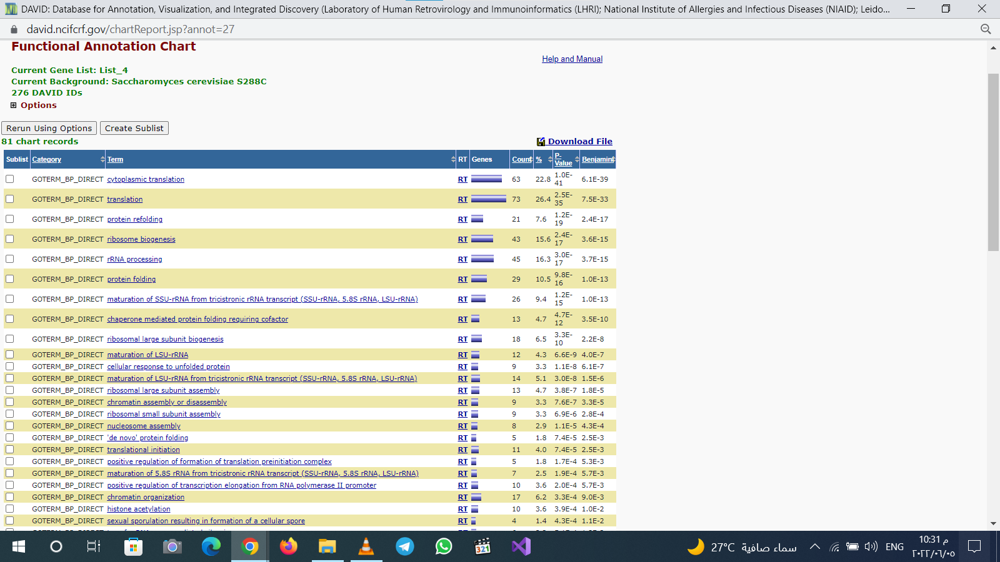 DAVID: Database for Annotation, Visualization, and Integrated Discovery (Laboratory of Human Retrovirology and Immunoinformatics (LHRI); National Institute of Allergies and Infectious Diseases (NIAID); Leido...
david.ncifcrf.gov/chartReport.jsp?annot=27
Functional Annotation Chart
Help and Manual
Current Gene List: List_4
Current Background: Saccharomyces cerevisiae S288C
276 DAVID IDs
Options
Rerun Using Options Create Sublist
81 chart records Download File
Sublist Category Term RT Genes Count % P-Value Benjamini
GOTERM_BP_DIRECT cytoplasmic translation RT 63 22.8 1.0E-41 6.1E-39
GOTERM_BP_DIRECT translation RT 73 26.4 2.5E-35 7.5E-33
GOTERM_BP_DIRECT protein refolding RT 21 7.6 1.2E-19 2.4E-17
GOTERM_BP_DIRECT ribosome biogenesis RT 43 15.6 2.4E-17 3.6E-15
GOTERM_BP_DIRECT rRNA processing RT 45 16.3 3.0E-17 3.7E-15
GOTERM_BP_DIRECT protein folding RT 29 10.5 9.8E-16 1.0E-13
GOTERM_BP_DIRECT maturation of SSU-rRNA from tricistronic rRNA transcript (SSU-rRNA, 5.8S rRNA, LSU-rRNA) RT 26 9.4 1.2E-15 1.0E-13
GOTERM_BP_DIRECT chaperone mediated protein folding requiring cofactor RT 13 4.7 4.7E-12 3.5E-10
GOTERM_BP_DIRECT ribosomal large subunit biogenesis RT 18 6.5 3.3E-10 2.2E-8
GOTERM_BP_DIRECT maturation of LSU-rRNA RT 12 4.3 6.6E-9 4.0E-7
GOTERM_BP_DIRECT cellular response to unfolded protein RT 9 3.3 1.1E-8 6.1E-7
GOTERM_BP_DIRECT maturation of LSU-rRNA from tricistronic rRNA transcript (SSU-rRNA, 5.8S rRNA, LSU-rRNA) RT 14 5.1 3.0E-8 1.5E-6
GOTERM_BP_DIRECT ribosomal large subunit assembly RT 13 4.7 3.8E-7 1.8E-5
GOTERM_BP_DIRECT chromatin assembly or disassembly RT 9 3.3 7.6E-7 3.3E-5
GOTERM_BP_DIRECT ribosomal small subunit assembly RT 9 3.3 6.9E-6 2.8E-4
GOTERM_BP_DIRECT nucleosome assembly RT 8 2.9 1.1E-5 4.3E-4
GOTERM_BP_DIRECT 'de novo' protein folding RT 5 1.8 7.4E-5 2.5E-3
GOTERM_BP_DIRECT translational initiation RT 11 4.0 7.4E-5 2.5E-3
GOTERM_BP_DIRECT positive regulation of formation of translation preinitiation complex RT 5 1.8 1.7E-4 5.3E-3
GOTERM_BP_DIRECT maturation of 5.8S rRNA from tricistronic rRNA transcript (SSU-rRNA, 5.8S rRNA, LSU-rRNA) RT 7 2.5 1.9E-4 5.7E-3
GOTERM_BP_DIRECT positive regulation of transcription elongation from RNA polymerase II promoter RT 10 3.6 2.0E-4 5.7E-3
GOTERM_BP_DIRECT chromatin organization RT 17 6.2 3.3E-4 9.0E-3
GOTERM_BP_DIRECT histone acetylation RT 10 3.6 3.9E-4 1.0E-2
GOTERM_BP_DIRECT sexual sporulation resulting in formation of a cellular spore RT 4 1.4 4.3E-4 1.1E-2
321
27°C سماء صافية
ENG
10:31 م
٢٠٢٢/٠٦/٠٥